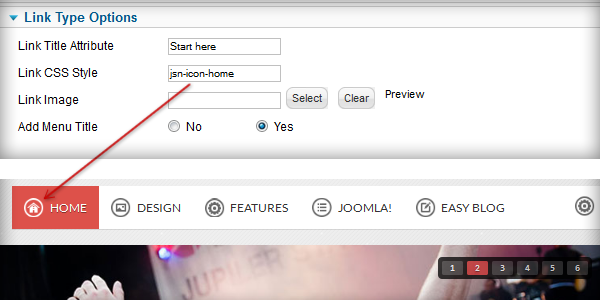 Link Type Options
Link Title Attribute Start here
Link CSS Style jsn-icon-home
Link Image Select Clear Preview
Add Menu Title No Yes
HOME DESIGN FEATURES JOOMLA! EASY BLOG
JUPILER
1 2 3 4 5 6